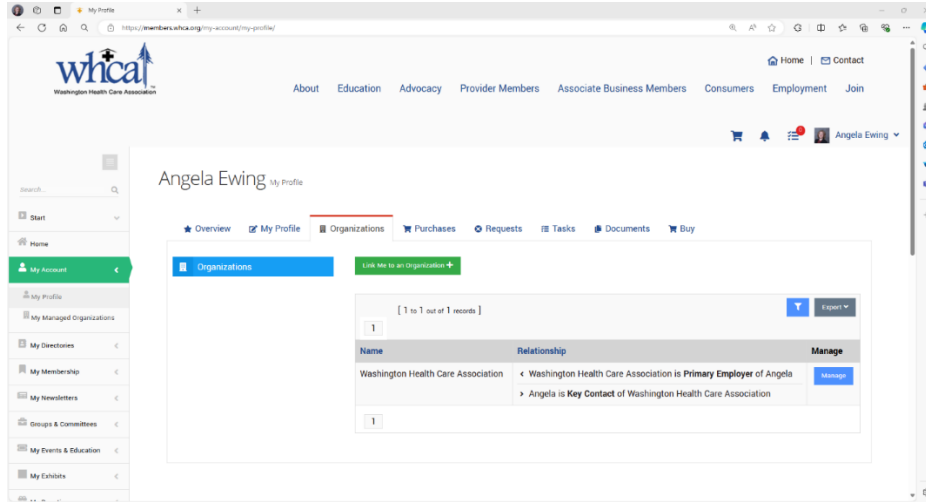 My Profile
https://members.whca.org/my-account/my-profile/
whca
Washington Health Care Association
Home | Contact
About Education Advocacy Provider Members Associate Business Members Consumers Employment Join
Angela Ewing
Search...
Angela Ewing My Profile
Start
Home
My Account
My Profile
My Managed Organizations
My Directories
My Membership
My Newsletters
Groups & Committees
My Events & Education
My Exhibits
Overview My Profile Organizations Purchases Requests Tasks Documents Buy
Organizations
Link Me to an Organization +
[ 1 to 1 out of 1 records ]
Export
1
Name Relationship Manage
Washington Health Care Association
< Washington Health Care Association is Primary Employer of Angela
> Angela is Key Contact of Washington Health Care Association
Manage
1